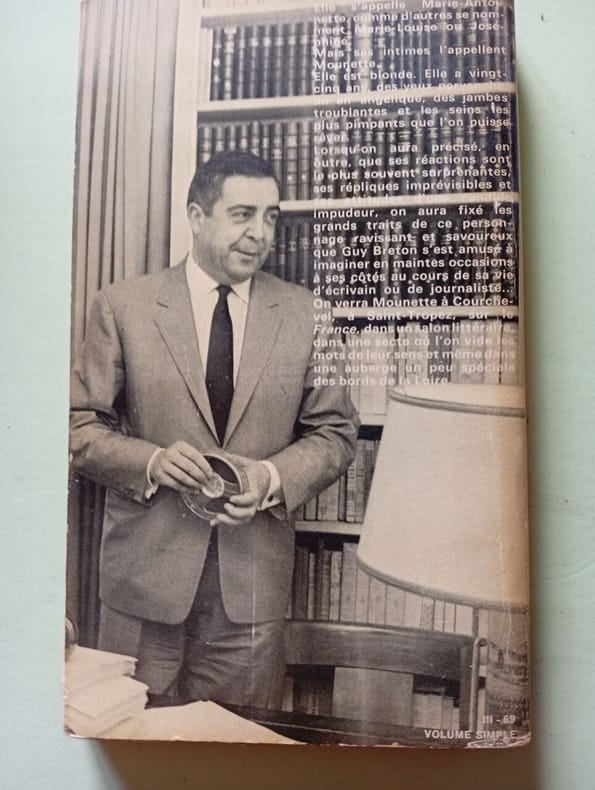 Elle s'appelle Marie-Antoi-
nette, comme d'autres se nom-
ment Marie-Louise ou José-
phine.
Mais ses intimes l'appellent
Mounette.
Elle est blonde. Elle a vingt-
cinq ans, des yeux pervenche,
un air angélique, des jambes
troublantes et les seins les
plus pimpants que l'on puisse
rêver.
Lorsqu'on aura précisé, en
outre, que ses réactions sont
le plus souvent surprenantes,
ses répliques imprévisibles et
ses attitudes d'une
impudeur, on aura fixé les
grands traits de ce person-
nage ravissant et savoureux
que Guy Breton s'est amusé à
imaginer en maintes occasions
à ses côtés au cours de sa vie
d'écrivain ou de journaliste...
On verra Mounette à Courche-
vel, à Saint-Tropez, sur le
France, dans un salon littéraire,
dans une secte où l'on vide les
mots de leur sens et même dans
une auberge un peu spéciale
des bords de la Loire.
III - 69
VOLUME SIMPLE